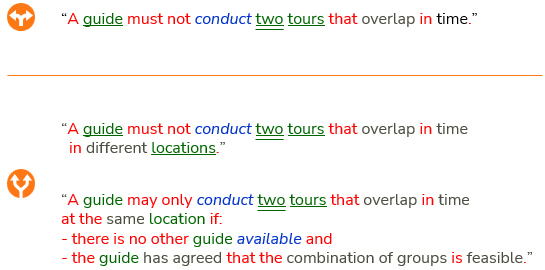 “A guide must not conduct two tours that overlap in time.”
“A guide must not conduct two tours that overlap in time
in different locations.”
“A guide may only conduct two tours that overlap in time
at the same location if:
- there is no other guide available and
- the guide has agreed that the combination of groups is feasible.”